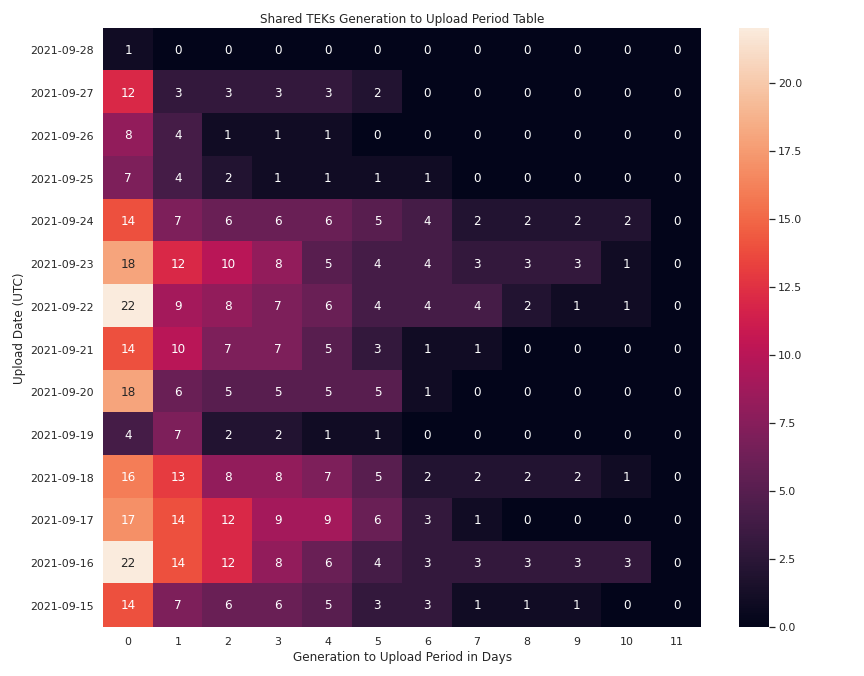 Shared TEKs Generation to Upload Period Table
Upload Date (UTC)
2021-09-28 1 0 0 0 0 0 0 0 0 0 0 0
2021-09-27 12 3 3 3 3 2 0 0 0 0 0 0
2021-09-26 8 4 1 1 1 0 0 0 0 0 0 0
2021-09-25 7 4 2 1 1 1 1 0 0 0 0 0
2021-09-24 14 7 6 6 6 5 4 2 2 2 2 0
2021-09-23 18 12 10 8 5 4 4 3 3 3 1 0
2021-09-22 22 9 8 7 6 4 4 4 2 1 1 0
2021-09-21 14 10 7 7 5 3 1 1 0 0 0 0
2021-09-20 18 6 5 5 5 5 1 0 0 0 0 0
2021-09-19 4 7 2 2 1 1 0 0 0 0 0 0
2021-09-18 16 13 8 8 7 5 2 2 2 2 1 0
2021-09-17 17 14 12 9 9 6 3 1 0 0 0 0
2021-09-16 22 14 12 8 6 4 3 3 3 3 3 0
2021-09-15 14 7 6 6 5 3 3 1 1 1 0 0
0 1 2 3 4 5 6 7 8 9 10 11
Generation to Upload Period in Days
20.0
17.5
15.0
12.5
10.0
7.5
5.0
2.5
0.0